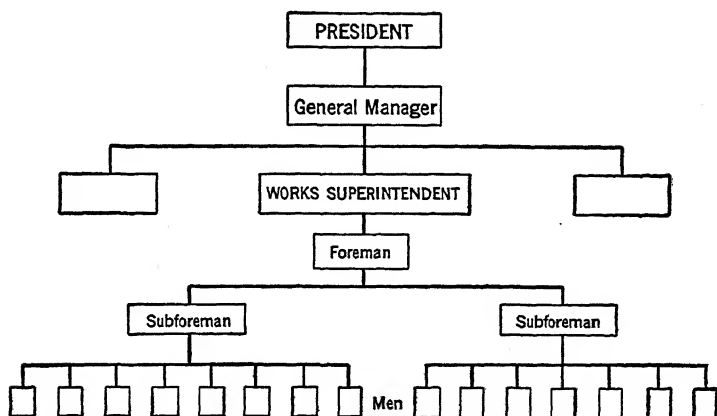 PRESIDENT
General Manager
WORKS SUPERINTENDENT
Foreman
Subforeman
Subforeman
Men